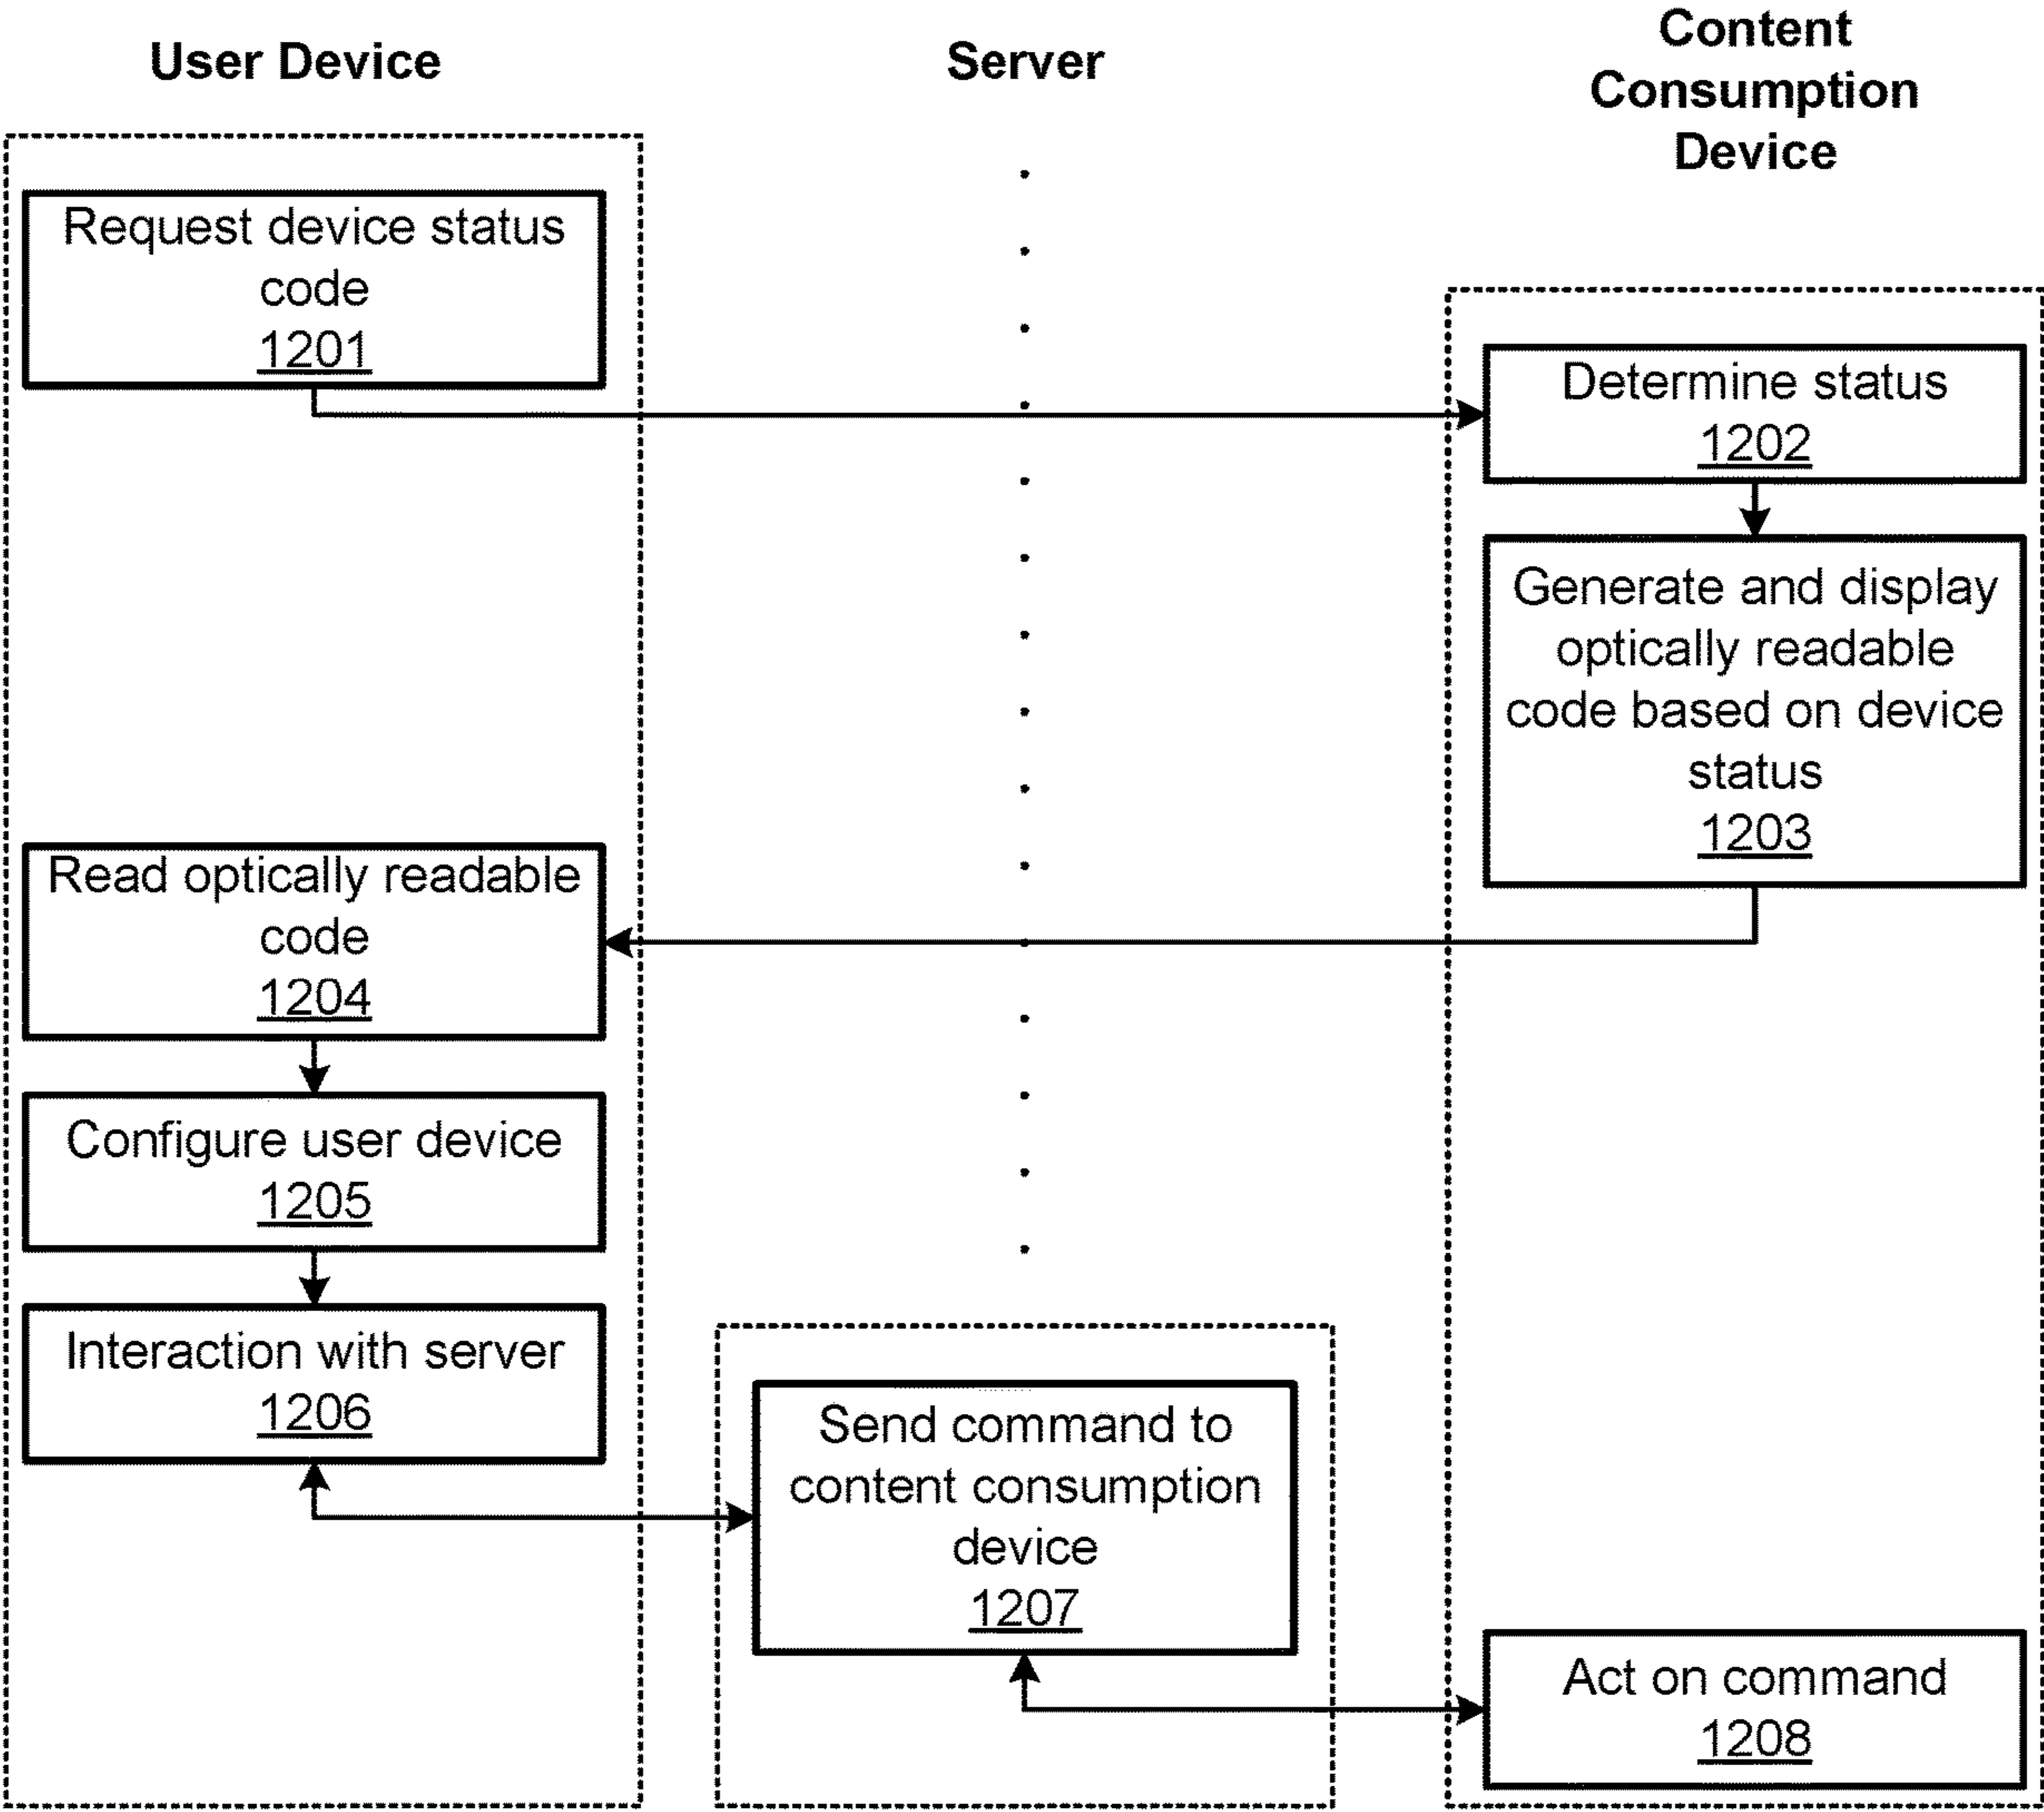 User Device
Server
Content
Consumption
Device
Request device status
code
1201
Determine status
1202
Generate and display
optically readable
code based on device
status
1203
Read optically readable
code
1204
Configure user device
1205
Interaction with server
1206
Send command to
content consumption
device
1207
Act on command
1208